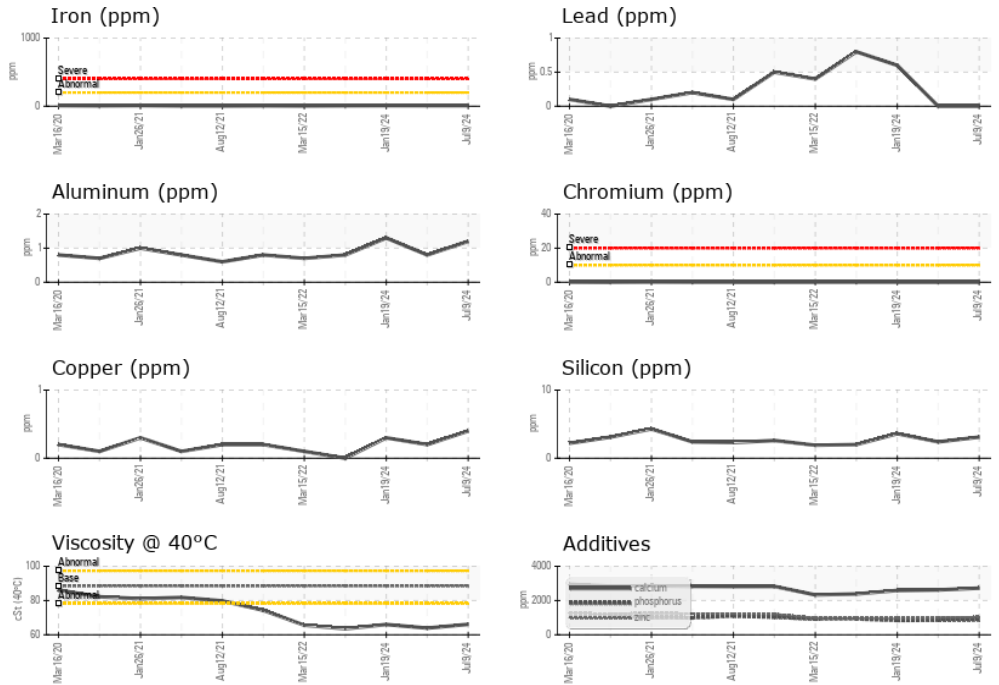 Iron (ppm)
1000
ppm
Severe
Abnormal
0
Mar16/20
Jan26/21
Aug12/21
Mar15/22
Jan19/24
Jul9/24
Lead (ppm)
1
ppm
0.5
0
Mar16/20
Jan26/21
Aug12/21
Mar15/22
Jan19/24
Jul9/24
Aluminum (ppm)
2
ppm
1
0
Mar16/20
Jan26/21
Aug12/21
Mar15/22
Jan19/24
Jul9/24
Chromium (ppm)
40
ppm
Severe
20
Abnormal
0
Mar16/20
Jan26/21
Aug12/21
Mar15/22
Jan19/24
Jul9/24
Copper (ppm)
1
ppm
0
Mar16/20
Jan26/21
Aug12/21
Mar15/22
Jan19/24
Jul9/24
Silicon (ppm)
10
ppm
0
Mar16/20
Jan26/21
Aug12/21
Mar15/22
Jan19/24
Jul9/24
Viscosity @ 40°C
100
Abnormal
Base
cSt (40°C)
80
Abnormal
60
Mar16/20
Jan26/21
Aug12/21
Mar15/22
Jan19/24
Jul9/24
Additives
4000
calcium
ppm
2000
phosphorus
zinc
0
Mar16/20
Jan26/21
Aug12/21
Mar15/22
Jan19/24
Jul9/24